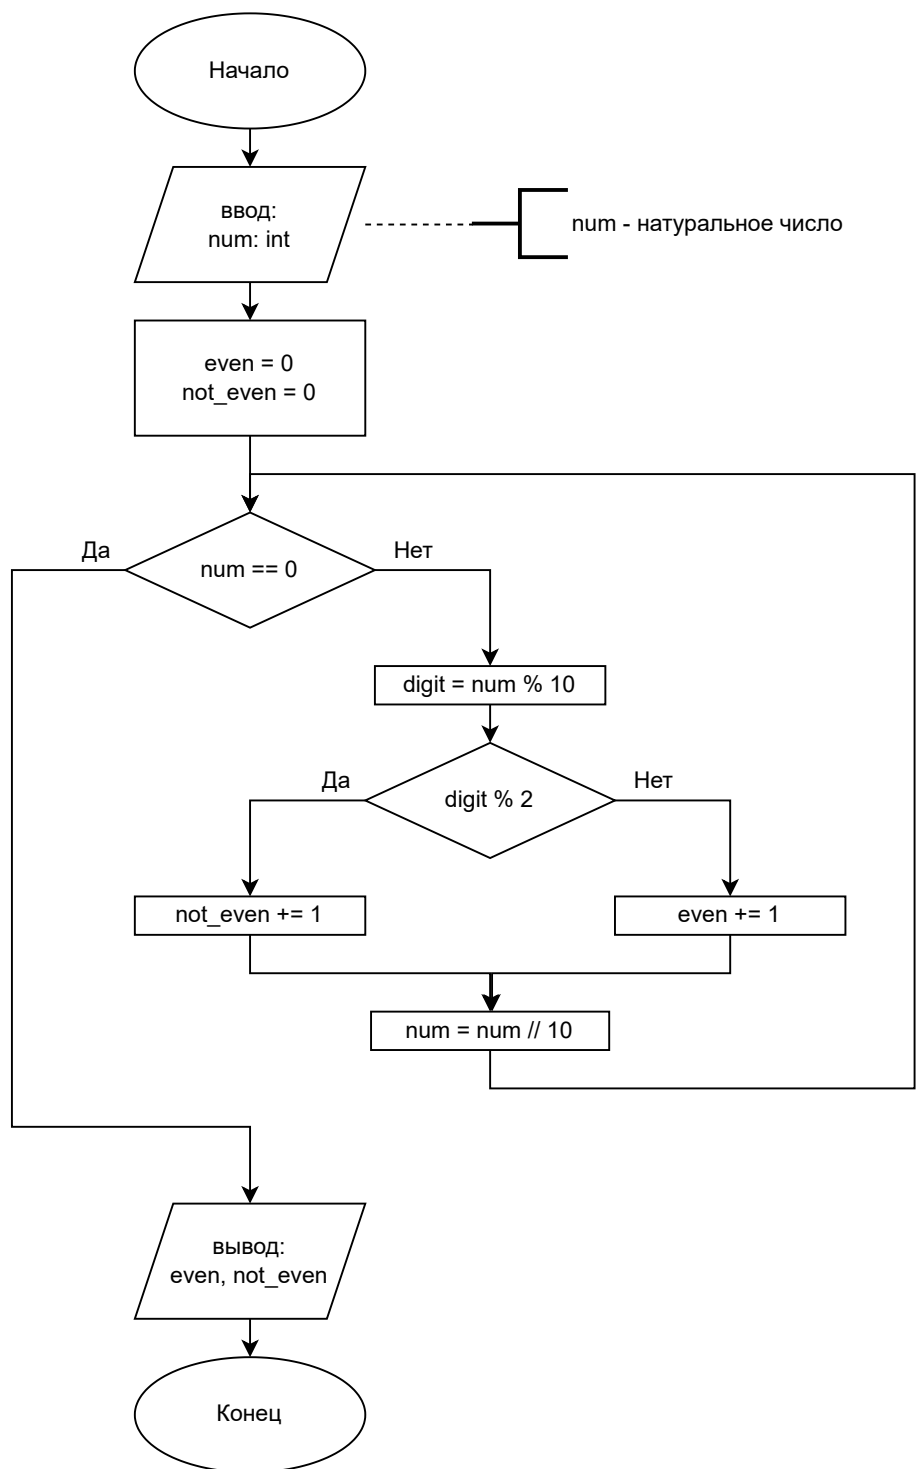 Начало
ввод:
num: int
num - натуральное число
even = 0
not_even = 0
Да
num == 0
Нет
digit = num % 10
Да
digit % 2
Нет
not_even += 1
even += 1
num = num // 10
вывод:
even, not_even
Конец